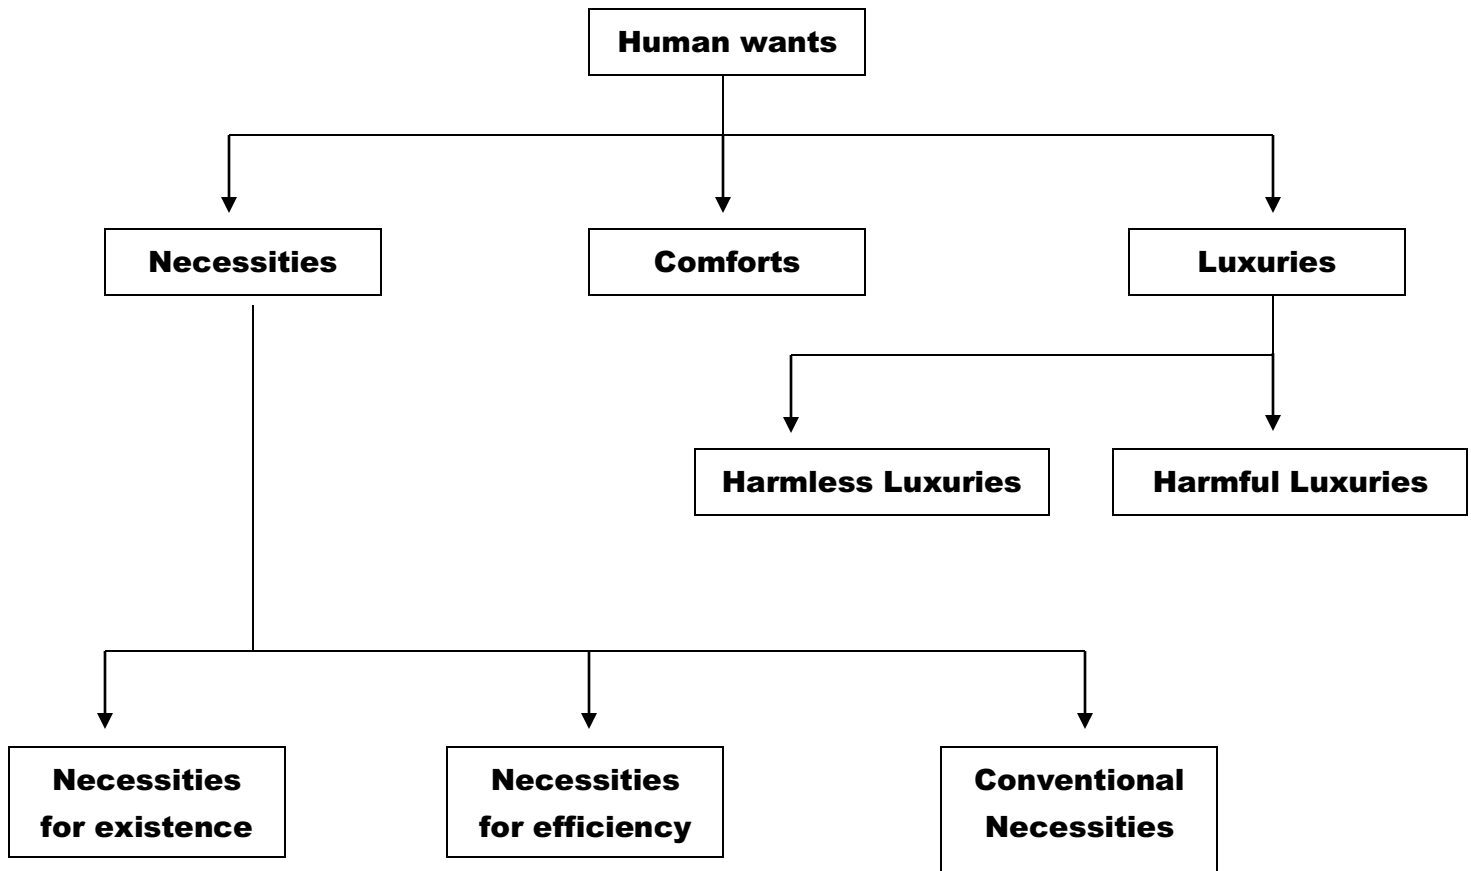 Human wants
Necessities
Comforts
Luxuries
Harmless Luxuries
Harmful Luxuries
Necessities
for existence
Necessities
for efficiency
Conventional
Necessities